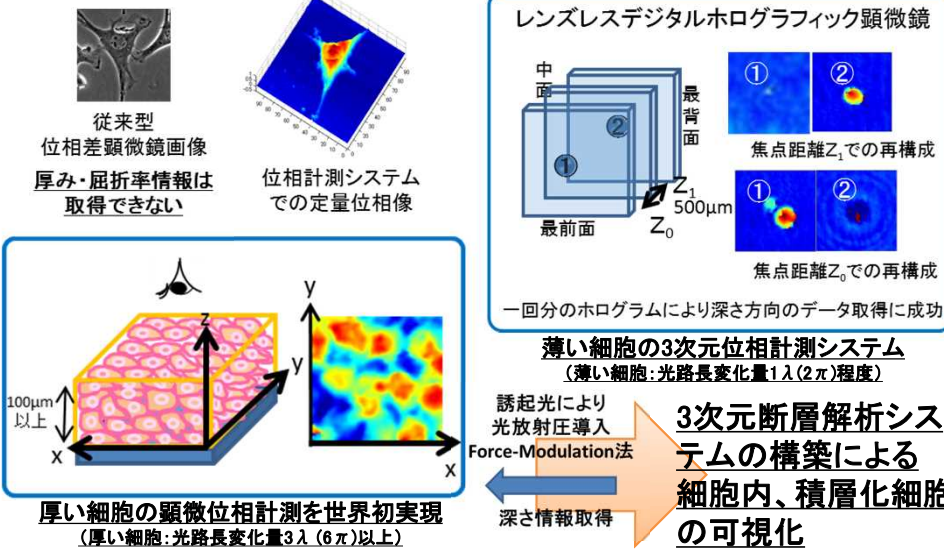 従来型
位相差顕微鏡画像
厚み・屈折率情報は
取得できない
位相計測システム
での定量位相像
レンズレスデジタルホログラフィック顕微鏡
中面
最背面
①
②
最前面
Z₁
500μm
Z₀
①
②
焦点距離Z₁での再構成
①
②
焦点距離Z₀での再構成
一回分のホログラムにより深さ方向のデータ取得に成功
薄い細胞の3次元位相計測システム
(薄い細胞:光路長変化量1λ(2π)程度)
z
y
x
100μm
以上
y
x
厚い細胞の顕微位相計測を世界初実現
(厚い細胞:光路長変化量3λ(6π)以上)
誘起光により
光放射圧導入
Force-Modulation法
深さ情報取得
3次元断層解析シス
テムの構築による
細胞内、積層化細胞
の可視化